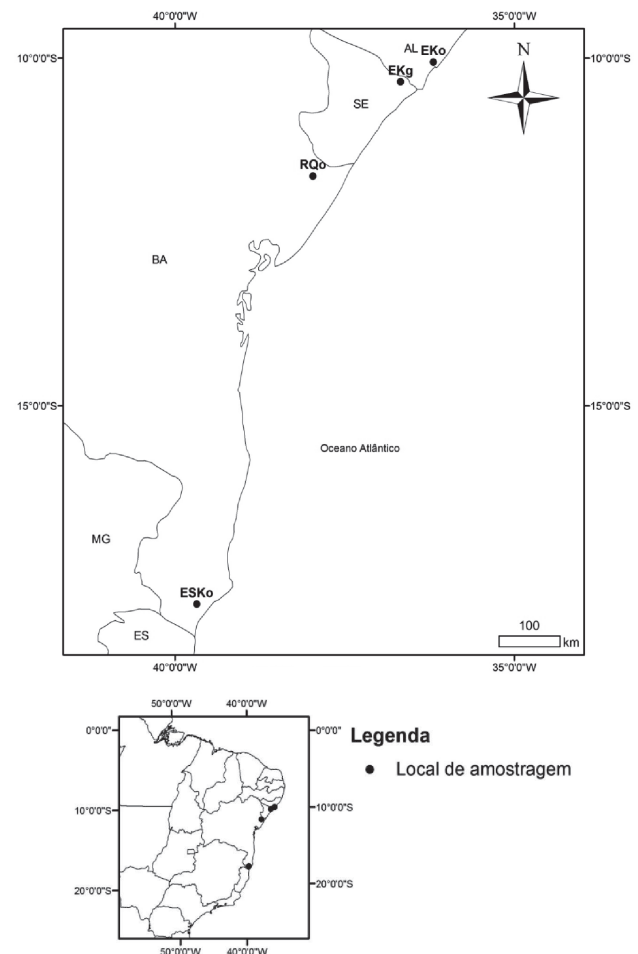 40°0'0"W 35°0'0"W
10°0'0"S 10°0'0"S
N
AL EKo
EKg
SE
RQo
BA
15°0'0"S 15°0'0"S
Oceano Atlântico
MG
ESKo
ES
100
km
40°0'0"W 35°0'0"W
50°0'0"W 40°0'0"W
0°0'0" 0°0'0"
Legenda
Local de amostragem
10°0'0"S 10°0'0"S
20°0'0"S 20°0'0"S
50°0'0"W 40°0'0"W